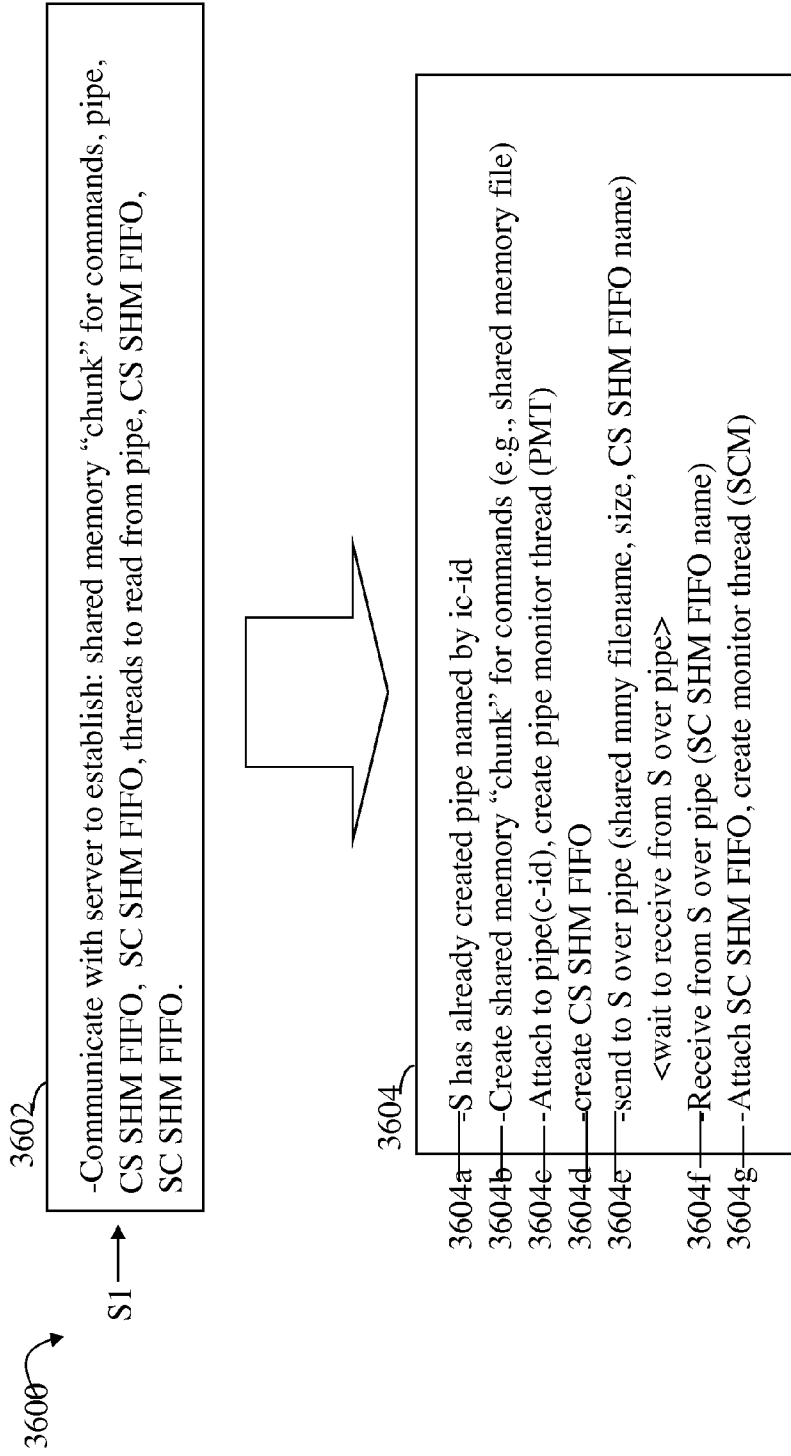 3600
3602
S1
-Communicate with server to establish: shared memory “chunk” for commands, pipe,
CS SHM FIFO, SC SHM FIFO, threads to read from pipe, CS SHM FIFO,
SC SHM FIFO.
3604
3604a -S has already created pipe named by ic-id
3604b -Create shared memory “chunk” for commands (e.g., shared memory file)
3604c -Attach to pipe(c-id), create pipe monitor thread (PMT)
3604d -create CS SHM FIFO
3604e -send to S over pipe (shared mmy filename, size, CS SHM FIFO name)
<wait to receive from S over pipe>
3604f -Receive from S over pipe (SC SHM FIFO name)
3604g -Attach SC SHM FIFO, create monitor thread (SCM)